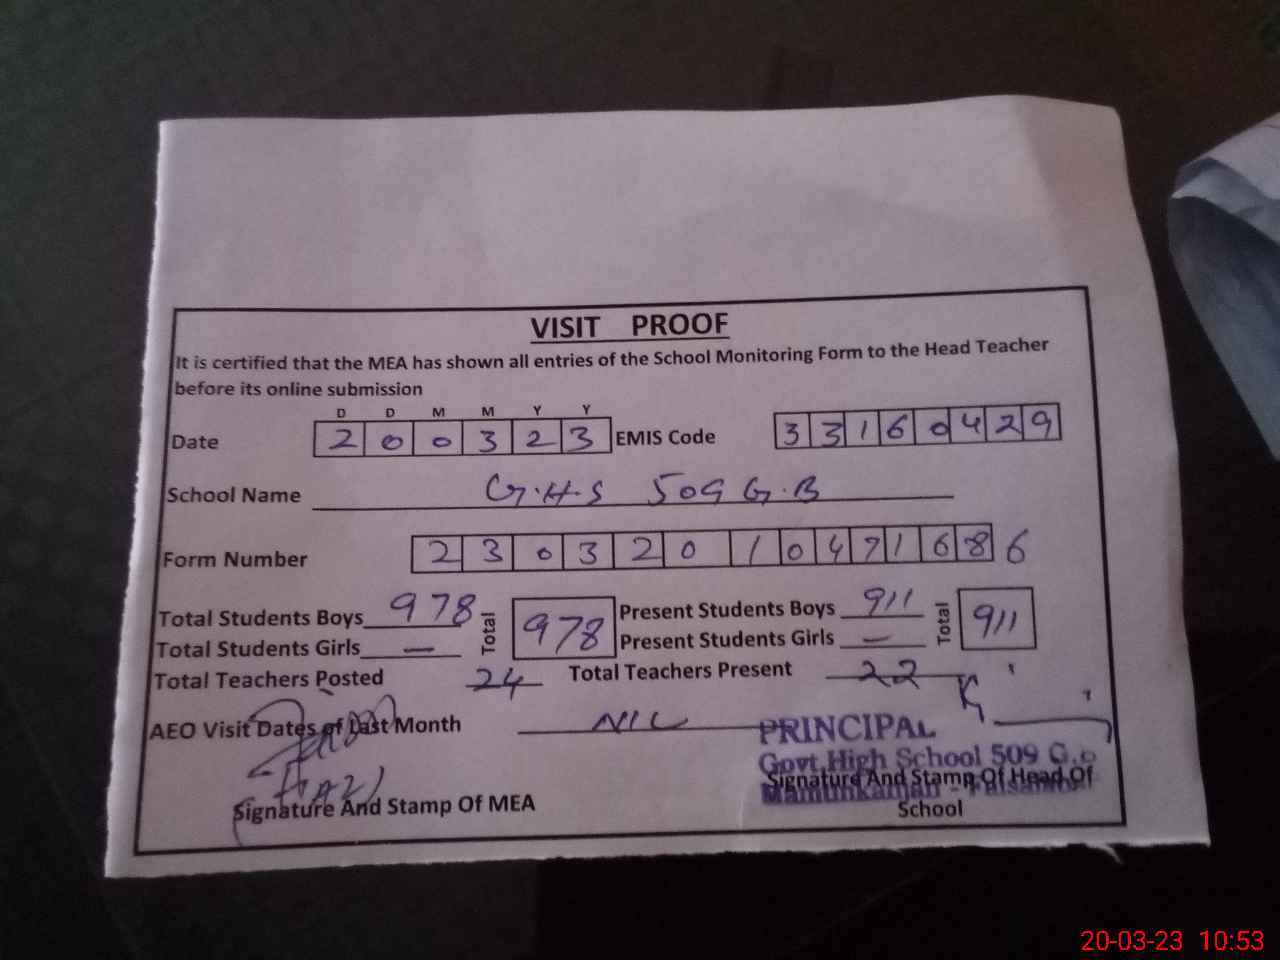 VISIT PROOF
It is certified that the MEA has shown all entries of the School Monitoring Form to the Head Teacher
before its online submission
D D M M Y Y
Date 2 0 0 3 2 3 EMIS Code 3 3 1 6 0 4 2 9
School Name G.H.S 509 G.B
Form Number 2 3 0 3 2 0 1 0 4 7 1 6 8 6
Total Students Boys 978 Total 978 Present Students Boys 911 Total 911
Total Students Girls — Present Students Girls —
Total Teachers Posted 24 Total Teachers Present 22
AEO Visit Dates of Last Month NIL
PRINCIPAL
Govt. High School 509 G.B
Signature And Stamp Of MEA
Signature And Stamp Of Head Of
Mamunkanjan - Faisalabad
School
20-03-23 10:53